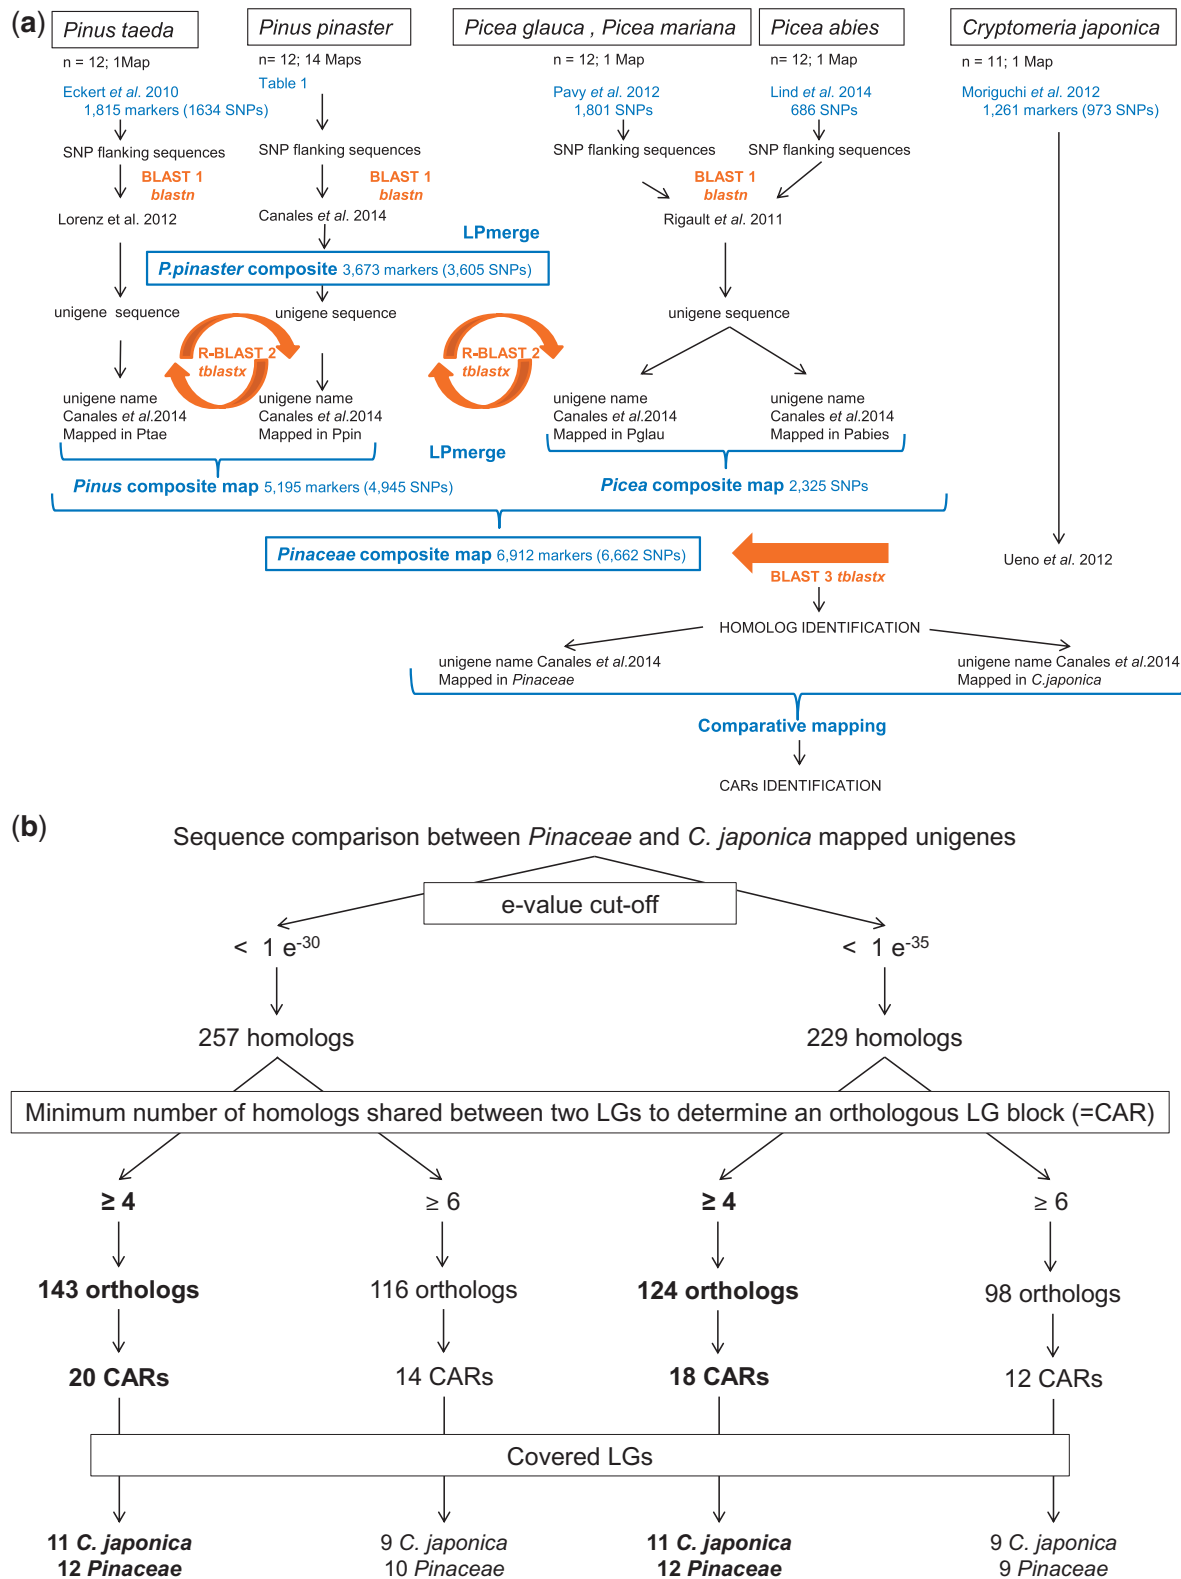 (a)
Pinus taeda
Pinus pinaster
Picea glauca , Picea mariana
Picea abies
Cryptomeria japonica
n = 12; 1Map
n= 12; 14 Maps
n = 12; 1 Map
n= 12; 1 Map
n = 11; 1 Map
Eckert et al. 2010
1,815 markers (1634 SNPs)
Table 1
Pavy et al. 2012
1,801 SNPs
Lind et al. 2014
686 SNPs
Moriguchi et al. 2012
1,261 markers (973 SNPs)
SNP flanking sequences
SNP flanking sequences
SNP flanking sequences
SNP flanking sequences
BLAST 1
blastn
BLAST 1
blastn
BLAST 1
blastn
Lorenz et al. 2012
Canales et al. 2014
Rigault et al. 2011
LPmerge
P.pinaster composite 3,673 markers (3,605 SNPs)
unigene sequence
unigene sequence
unigene sequence
R-BLAST 2
tblastx
R-BLAST 2
tblastx
unigene name
Canales et al.2014
Mapped in Ptae
unigene name
Canales et al.2014
Mapped in Ppin
unigene name
Canales et al.2014
Mapped in Pglau
unigene name
Canales et al.2014
Mapped in Pabies
LPmerge
Pinus composite map 5,195 markers (4,945 SNPs)
Picea composite map 2,325 SNPs
Pinaceae composite map 6,912 markers (6,662 SNPs)
BLAST 3 tblastx
Ueno et al. 2012
HOMOLOG IDENTIFICATION
unigene name Canales et al.2014
Mapped in Pinaceae
unigene name Canales et al.2014
Mapped in C.japonica
Comparative mapping
CARs IDENTIFICATION
(b)
Sequence comparison between Pinaceae and C. japonica mapped unigenes
e-value cut-off
< 1 e-30
< 1 e-35
257 homologs
229 homologs
Minimum number of homologs shared between two LGs to determine an orthologous LG block (=CAR)
≥ 4
≥ 6
≥ 4
≥ 6
143 orthologs
116 orthologs
124 orthologs
98 orthologs
20 CARs
14 CARs
18 CARs
12 CARs
Covered LGs
11 C. japonica
12 Pinaceae
9 C. japonica
10 Pinaceae
11 C. japonica
12 Pinaceae
9 C. japonica
9 Pinaceae